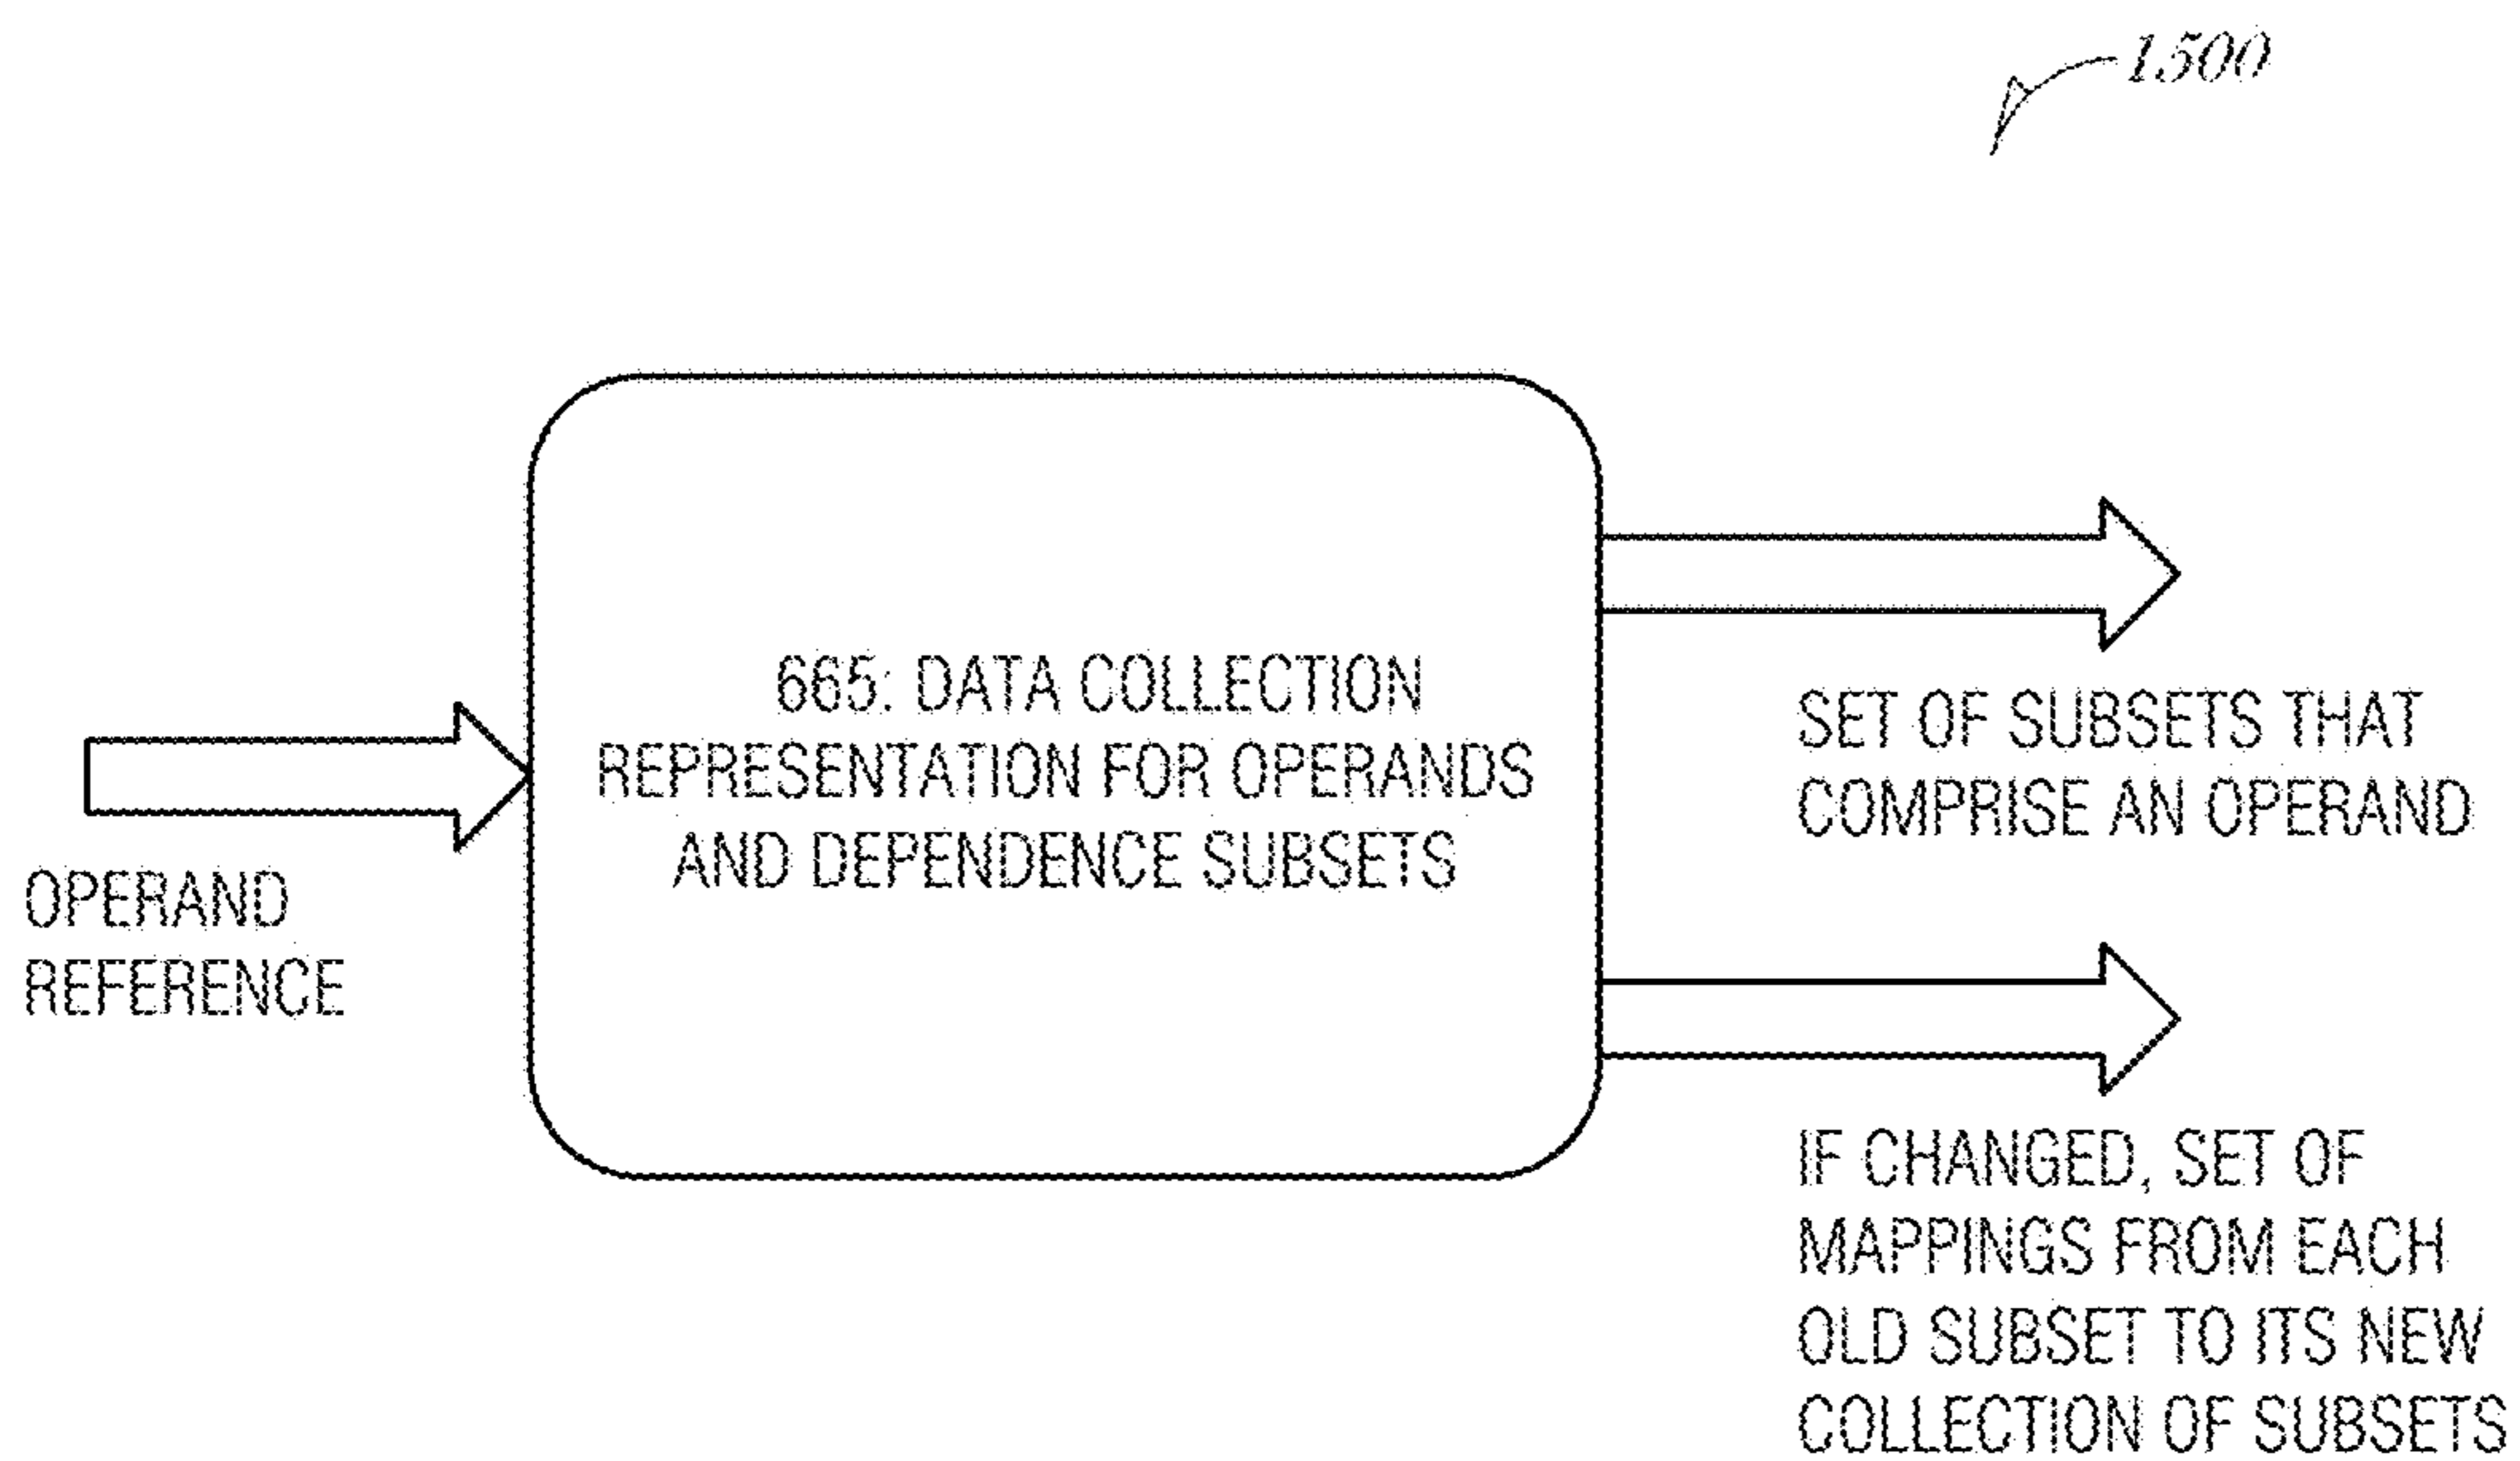 1500
665: DATA COLLECTION
REPRESENTATION FOR OPERANDS
AND DEPENDENCE SUBSETS
OPERAND
REFERENCE
SET OF SUBSETS THAT
COMPRISE AN OPERAND
IF CHANGED, SET OF
MAPPINGS FROM EACH
OLD SUBSET TO ITS NEW
COLLECTION OF SUBSETS